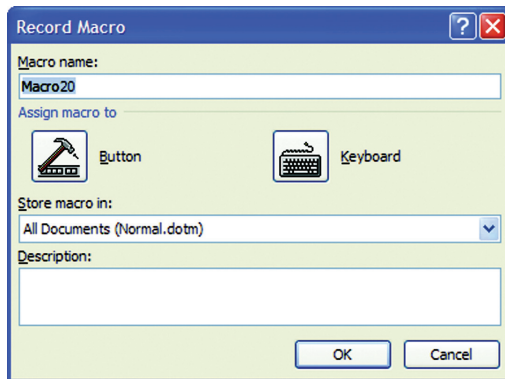 Record Macro
Macro name:
Macro20
Assign macro to
Button Keyboard
Store macro in:
All Documents (Normal.dotm)
Description:
OK Cancel